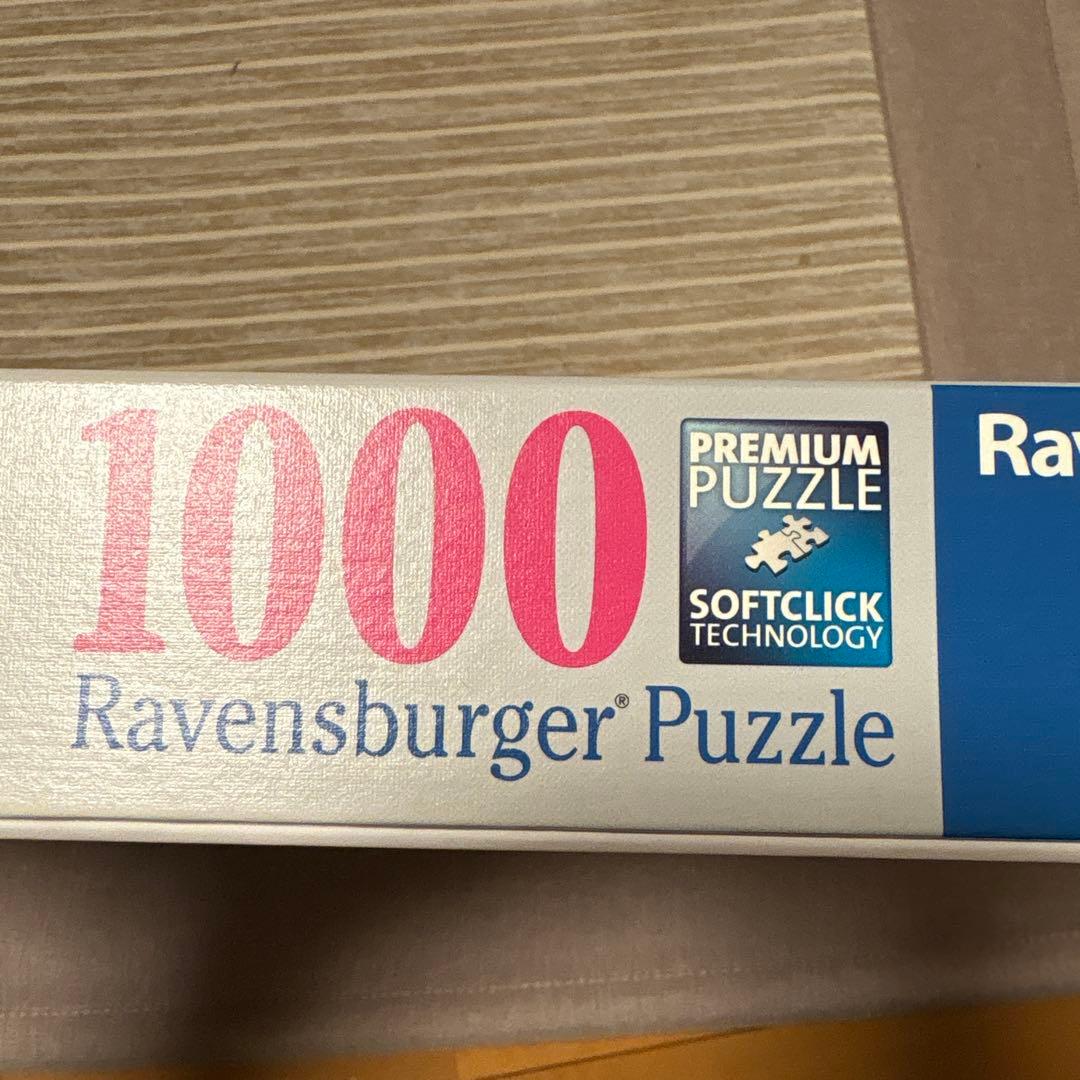 1000
PREMIUM
PUZZLE
SOFTCLICK
TECHNOLOGY
Ravensburger® Puzzle